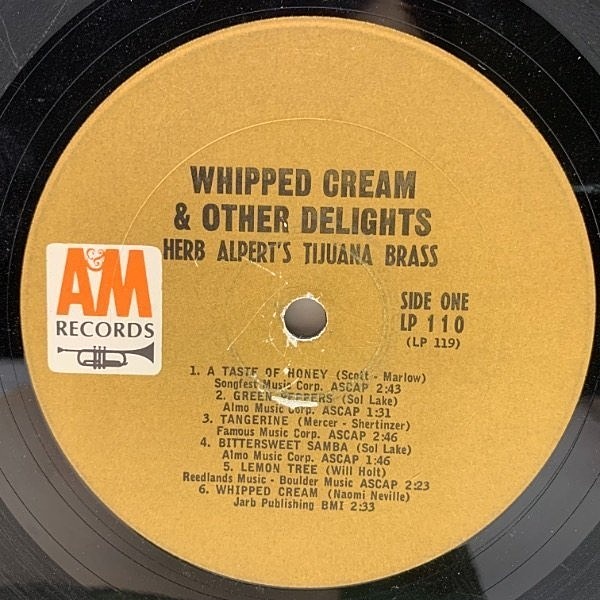 WHIPPED CREAM
& OTHER DELIGHTS
HERB ALPERT'S TIJUANA BRASS
A&M
RECORDS
SIDE ONE
LP 110
(LP 119)
1. A TASTE OF HONEY (Scott - Marlow)
Songfest Music Corp. ASCAP 2:43
2. GREEN PEPPERS (Sol Lake)
Almo Music Corp. ASCAP 1:31
3. TANGERINE (Mercer - Shertzinger)
Famous Music Corp. ASCAP 2:46
4. BITTERSWEET SAMBA (Sol Lake)
Almo Music Corp. ASCAP 1:46
5. LEMON TREE (Will Holt)
Reedlands Music - Boulder Music ASCAP 2:23
6. WHIPPED CREAM (Naomi Neville)
Jarb Publishing BMI 2:33